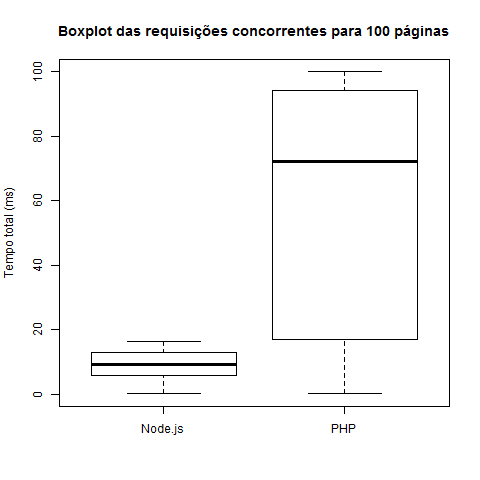 Boxplot das requisições concorrentes para 100 páginas
Tempo total (ms)
100
80
60
40
20
0
Node.js
PHP